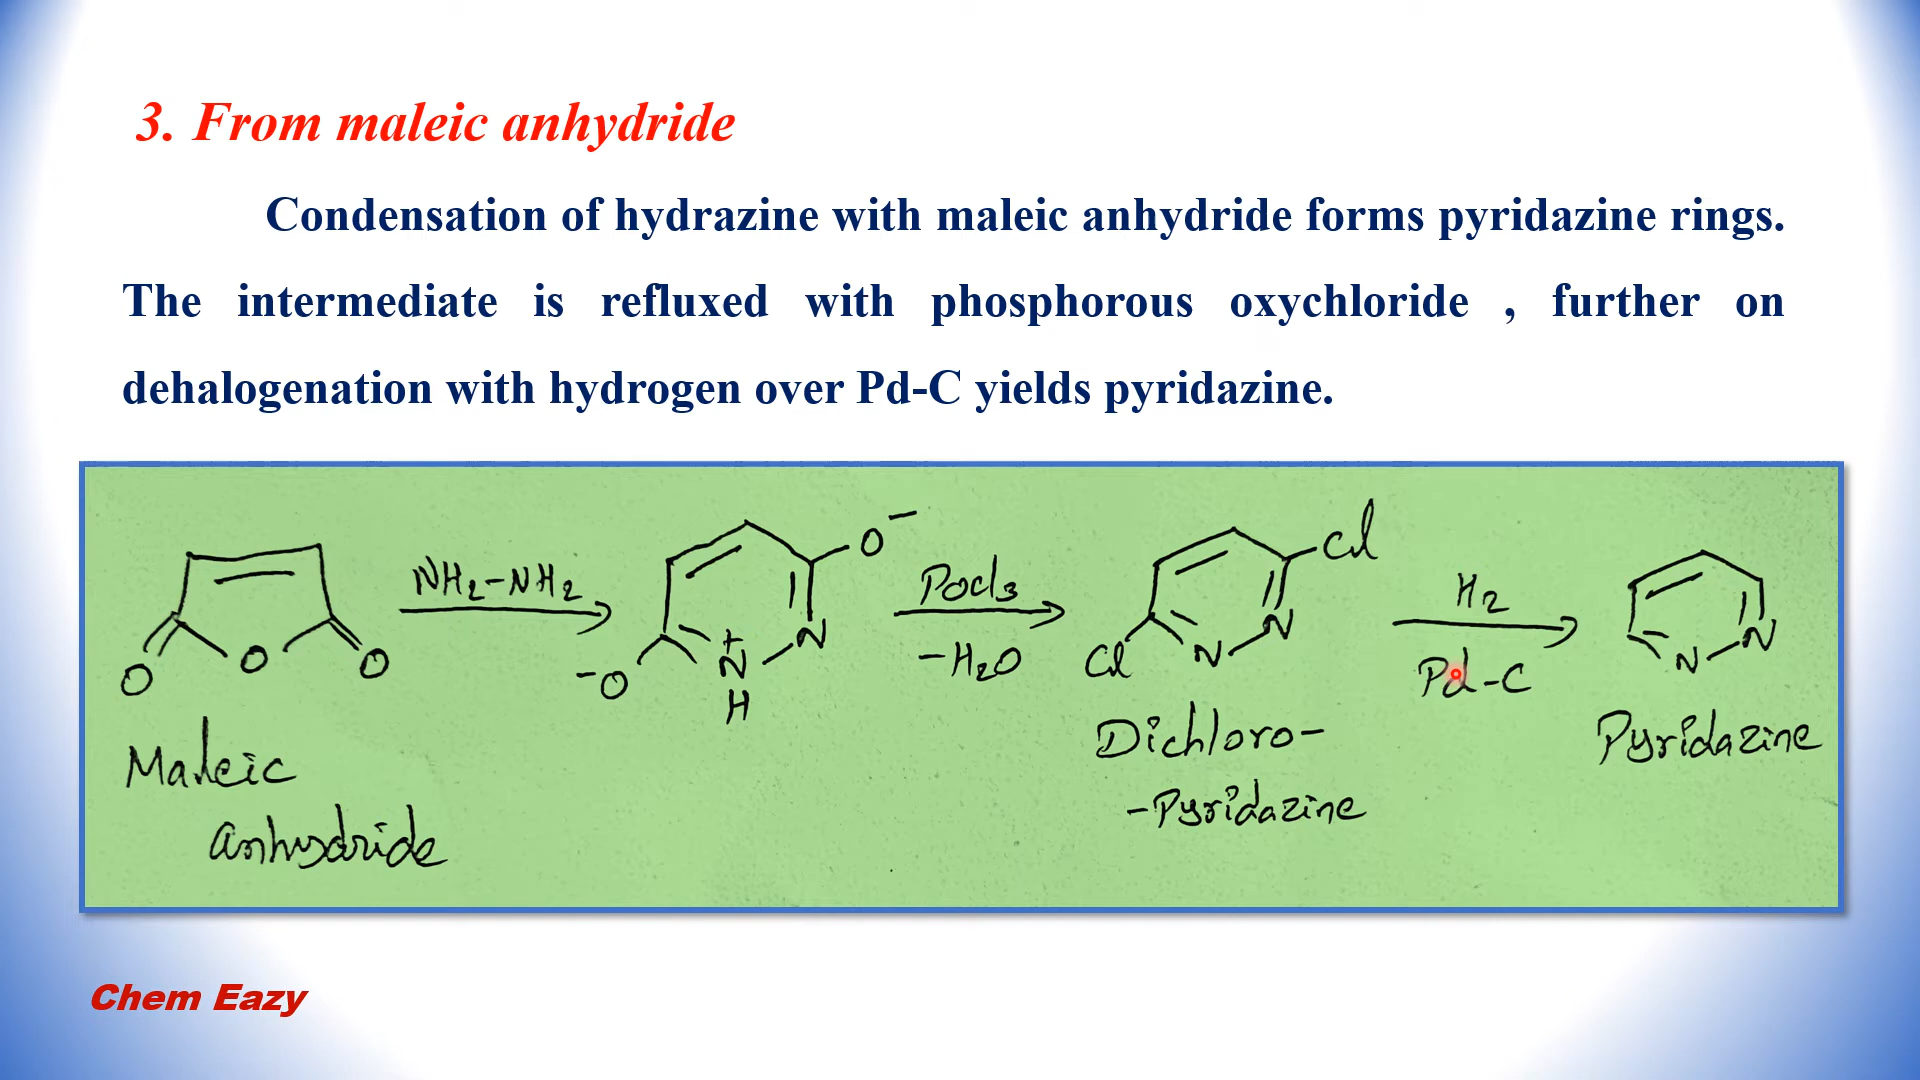 3. From maleic anhydride
Condensation of hydrazine with maleic anhydride forms pyridazine rings.
The intermediate is refluxed with phosphorous oxychloride , further on
dehalogenation with hydrogen over Pd-C yields pyridazine.
O O O
NH₂-NH₂
O⁻
⁻O N⁺ H N
POCl₃
-H₂O
Cl
Cl N N
H₂
Pd-C
N N
Maleic
anhydride
Dichloro-
-Pyridazine
Pyridazine
Chem Eazy